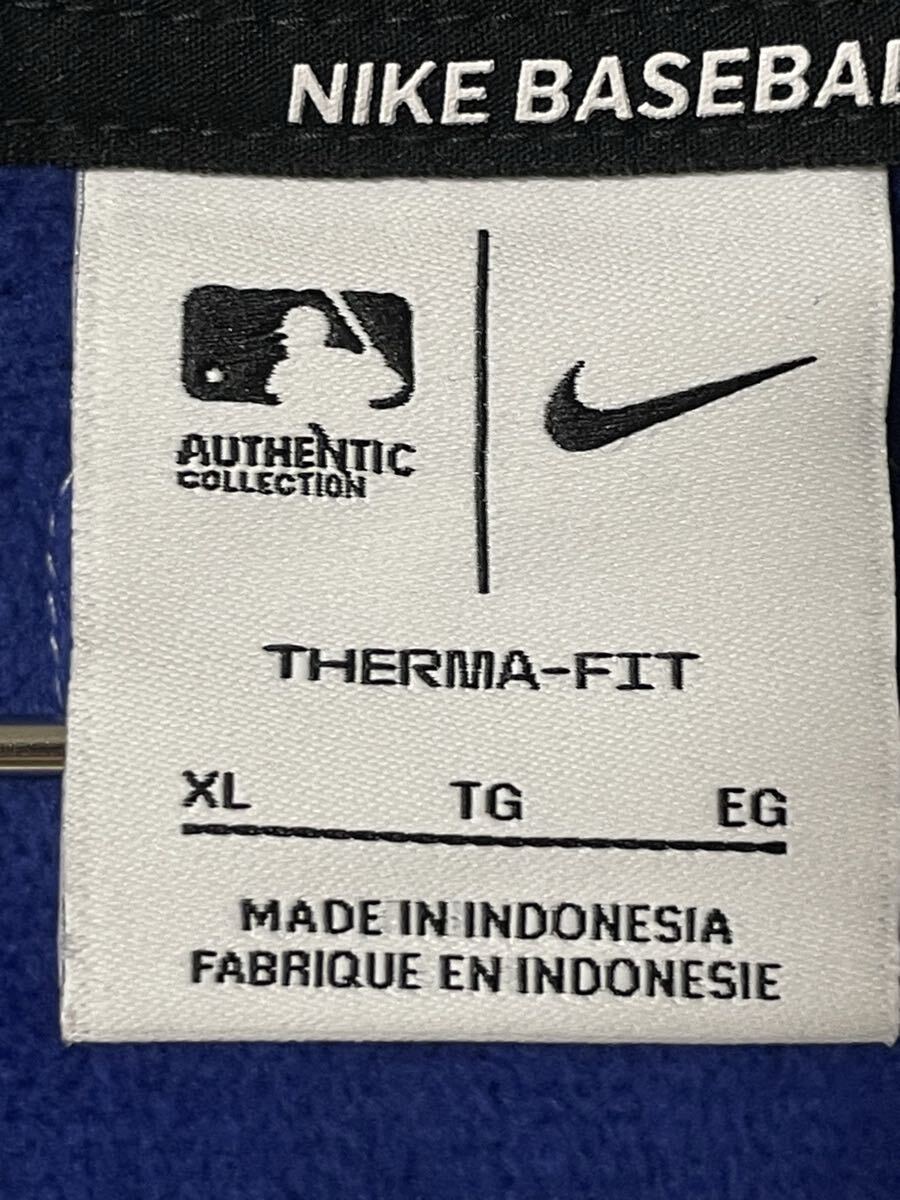 NIKE BASEBAL
AUTHENTIC
COLLECTION
THERMA-FIT
XL TG EG
MADE IN INDONESIA
FABRIQUE EN INDONESIE